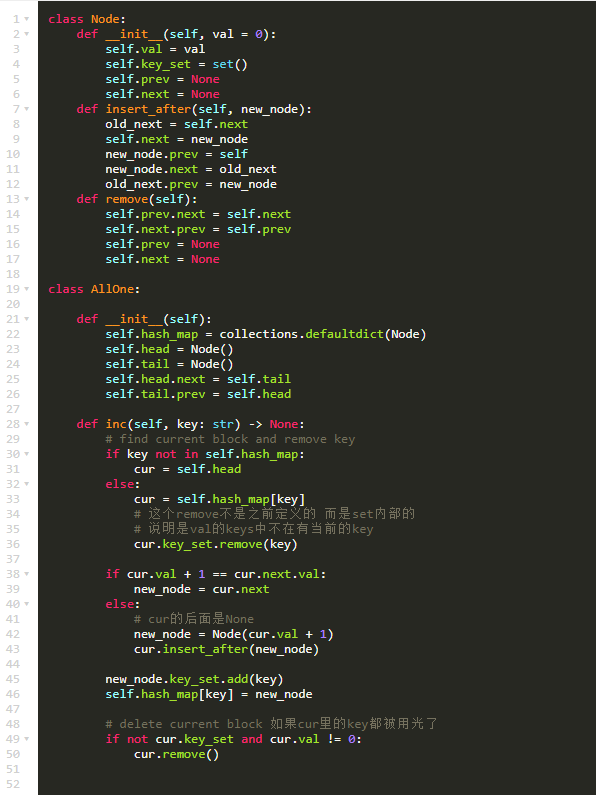 1 class Node:
2     def __init__(self, val = 0):
3         self.val = val
4         self.key_set = set()
5         self.prev = None
6         self.next = None
7     def insert_after(self, new_node):
8         old_next = self.next
9         self.next = new_node
10         new_node.prev = self
11         new_node.next = old_next
12         old_next.prev = new_node
13     def remove(self):
14         self.prev.next = self.next
15         self.next.prev = self.prev
16         self.prev = None
17         self.next = None
18
19 class AllOne:
20
21     def __init__(self):
22         self.hash_map = collections.defaultdict(Node)
23         self.head = Node()
24         self.tail = Node()
25         self.head.next = self.tail
26         self.tail.prev = self.head
27
28     def inc(self, key: str) -> None:
29         # find current block and remove key
30         if key not in self.hash_map:
31             cur = self.head
32         else:
33             cur = self.hash_map[key]
34             # 这个remove不是之前定义的 而是set内部的
35             # 说明是val的keys中不在有当前的key
36             cur.key_set.remove(key)
37
38         if cur.val + 1 == cur.next.val:
39             new_node = cur.next
40         else:
41             # cur的后面是None
42             new_node = Node(cur.val + 1)
43             cur.insert_after(new_node)
44
45         new_node.key_set.add(key)
46         self.hash_map[key] = new_node
47
48         # delete current block 如果cur里的key都被用光了
49         if not cur.key_set and cur.val != 0:
50             cur.remove()
51
52